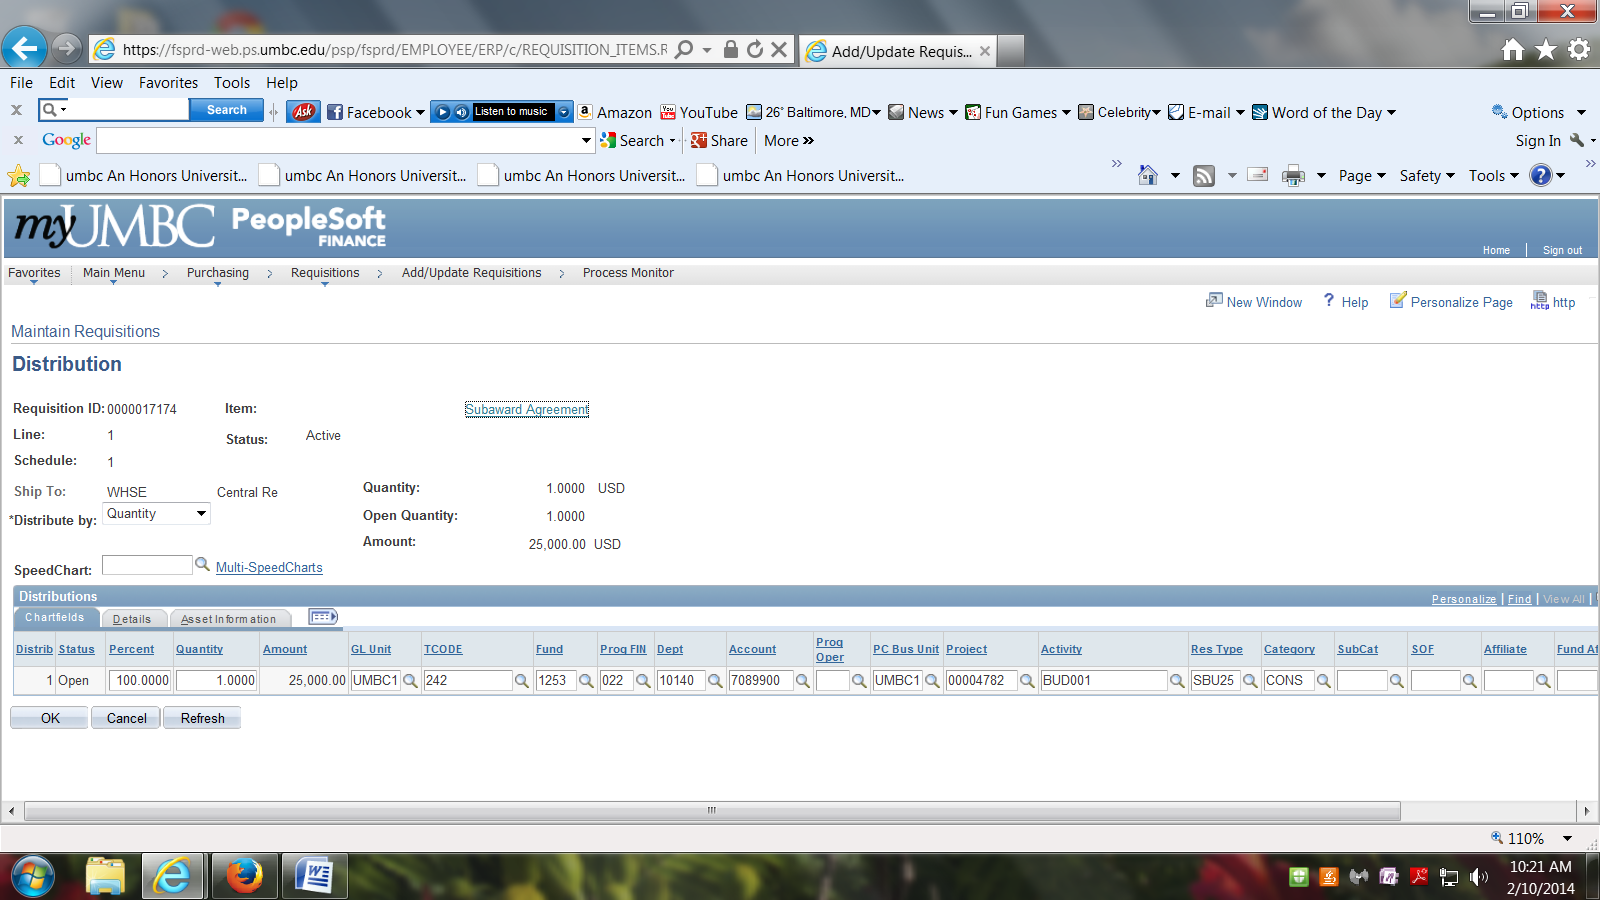 https://fsprd-web.ps.umbc.edu/psp/fsprd/EMPLOYEE/ERP/c/REQUISITION_ITEMS.R
Add/Update Requis...
File Edit View Favorites Tools Help
Search Ask Facebook Listen to music Amazon YouTube 26° Baltimore, MD News Fun Games Celebrity E-mail Word of the Day Options
Google Search Share More » Sign In
umbc An Honors Universit... umbc An Honors Universit... umbc An Honors Universit... umbc An Honors Universit... Page Safety Tools
myUMBC PeopleSoft
FINANCE
Home Sign out
Favorites Main Menu > Purchasing > Requisitions > Add/Update Requisitions > Process Monitor
New Window Help Personalize Page http
Maintain Requisitions
Distribution
Requisition ID: 0000017174 Item: Subaward Agreement
Line: 1 Status: Active
Schedule: 1
Ship To: WHSE Central Re Quantity: 1.0000 USD
*Distribute by: Quantity Open Quantity: 1.0000
Amount: 25,000.00 USD
SpeedChart: Multi-SpeedCharts
Distributions Personalize | Find | View All |
Chartfields Details Asset Information
Distrib Status Percent Quantity Amount GL Unit TCODE Fund Prog FIN Dept Account Prog Oper PC Bus Unit Project Activity Res Type Category SubCat SOF Affiliate Fund Af
1 Open 100.0000 1.0000 25,000.00 UMBC1 242 1253 022 10140 7089900 UMBC1 00004782 BUD001 SBU25 CONS
OK Cancel Refresh
110%
10:21 AM
2/10/2014